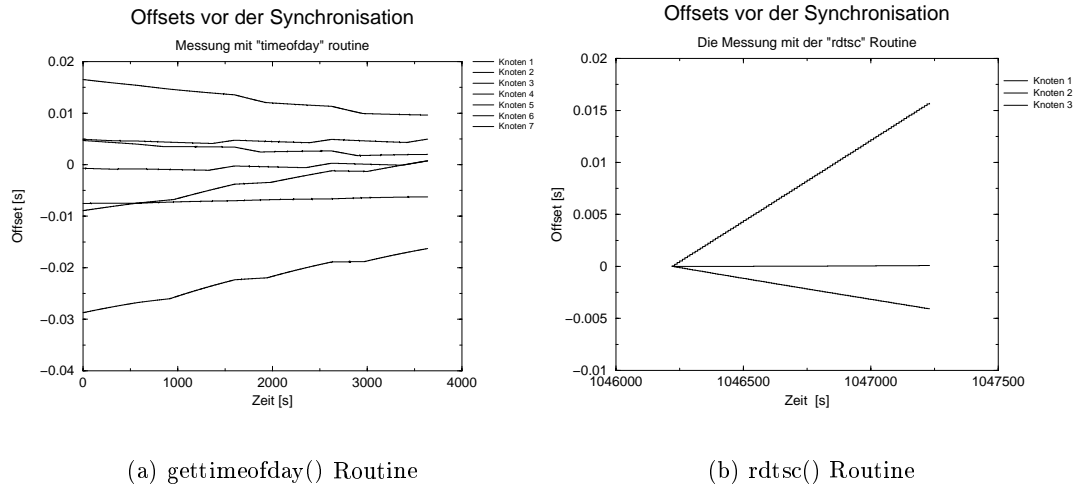 Offsets vor der Synchronisation
Messung mit "timeofday" routine
0.02
0.01
0
−0.01
−0.02
−0.03
−0.04
Offset [s]
0
1000
2000
3000
4000
Zeit [s]
Knoten 1
Knoten 2
Knoten 3
Knoten 4
Knoten 5
Knoten 6
Knoten 7
(a) gettimeofday() Routine
Offsets vor der Synchronisation
Die Messung mit der "rdtsc" Routine
0.02
0.015
0.01
0.005
0
−0.005
−0.01
Offset [s]
1046000
1046500
1047000
1047500
Zeit [s]
Knoten 1
Knoten 2
Knoten 3
(b) rdtsc() Routine